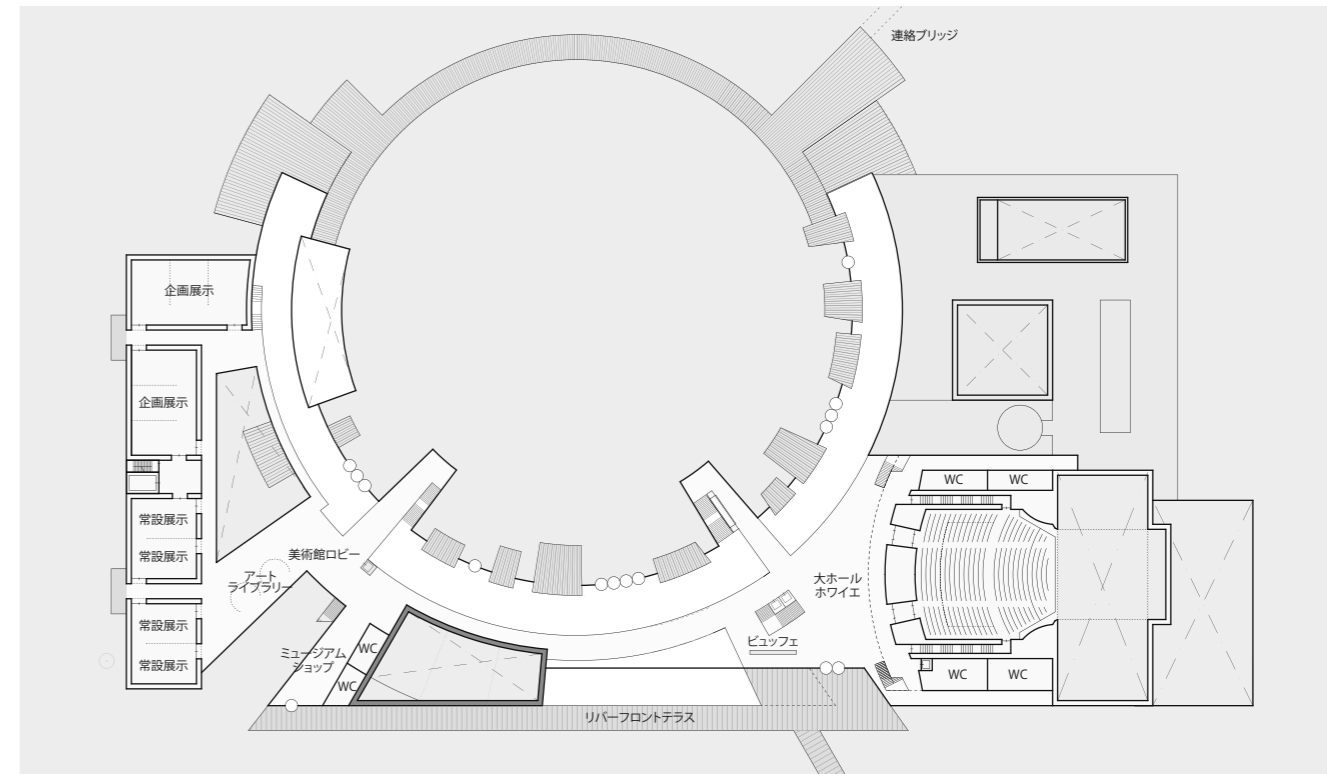 連絡ブリッジ
企画展示
企画展示
常設展示
常設展示
美術館ロビー
アート
ライブラリー
常設展示
常設展示
ミュージアム
ショップ
WC
WC
WC
WC
大ホール
ホワイエ
ビュッフェ
WC
WC
リバーフロントテラス